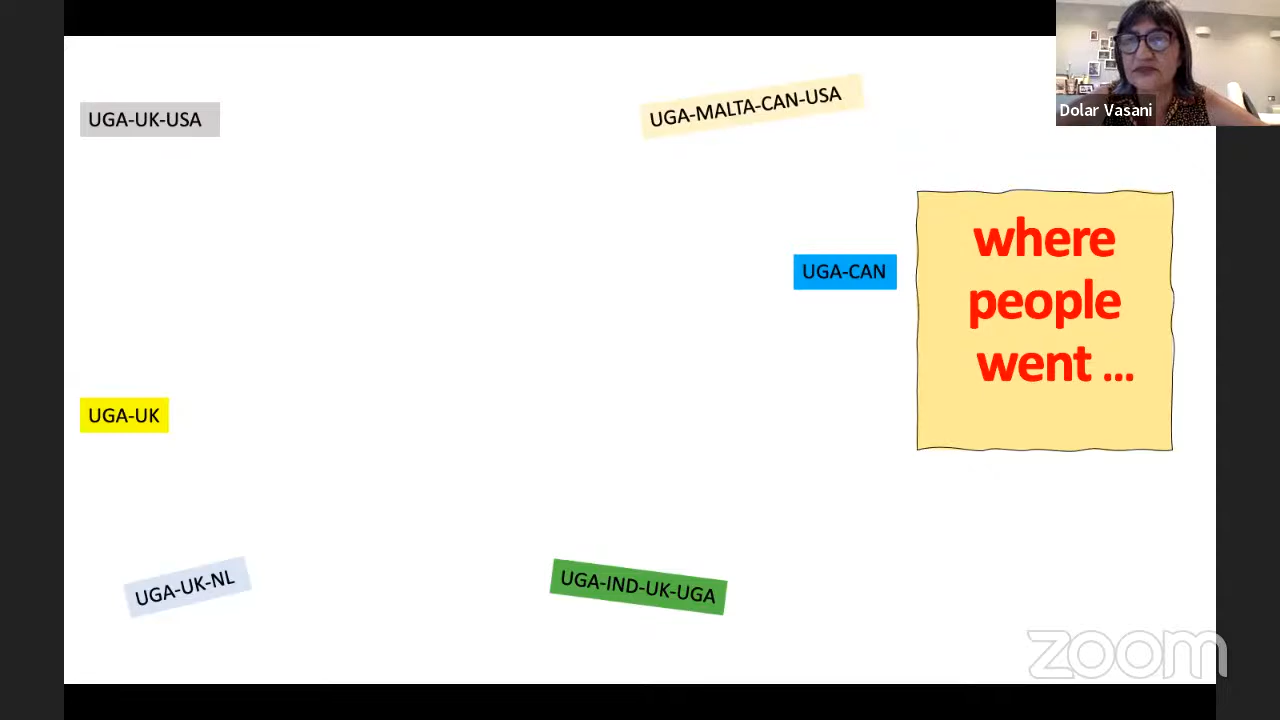 UGA-UK-USA
UGA-MALTA-CAN-USA
Dolar Vasani
where
people
went ...
UGA-CAN
UGA-UK
UGA-UK-NL
UGA-IND-UK-UGA
zoom